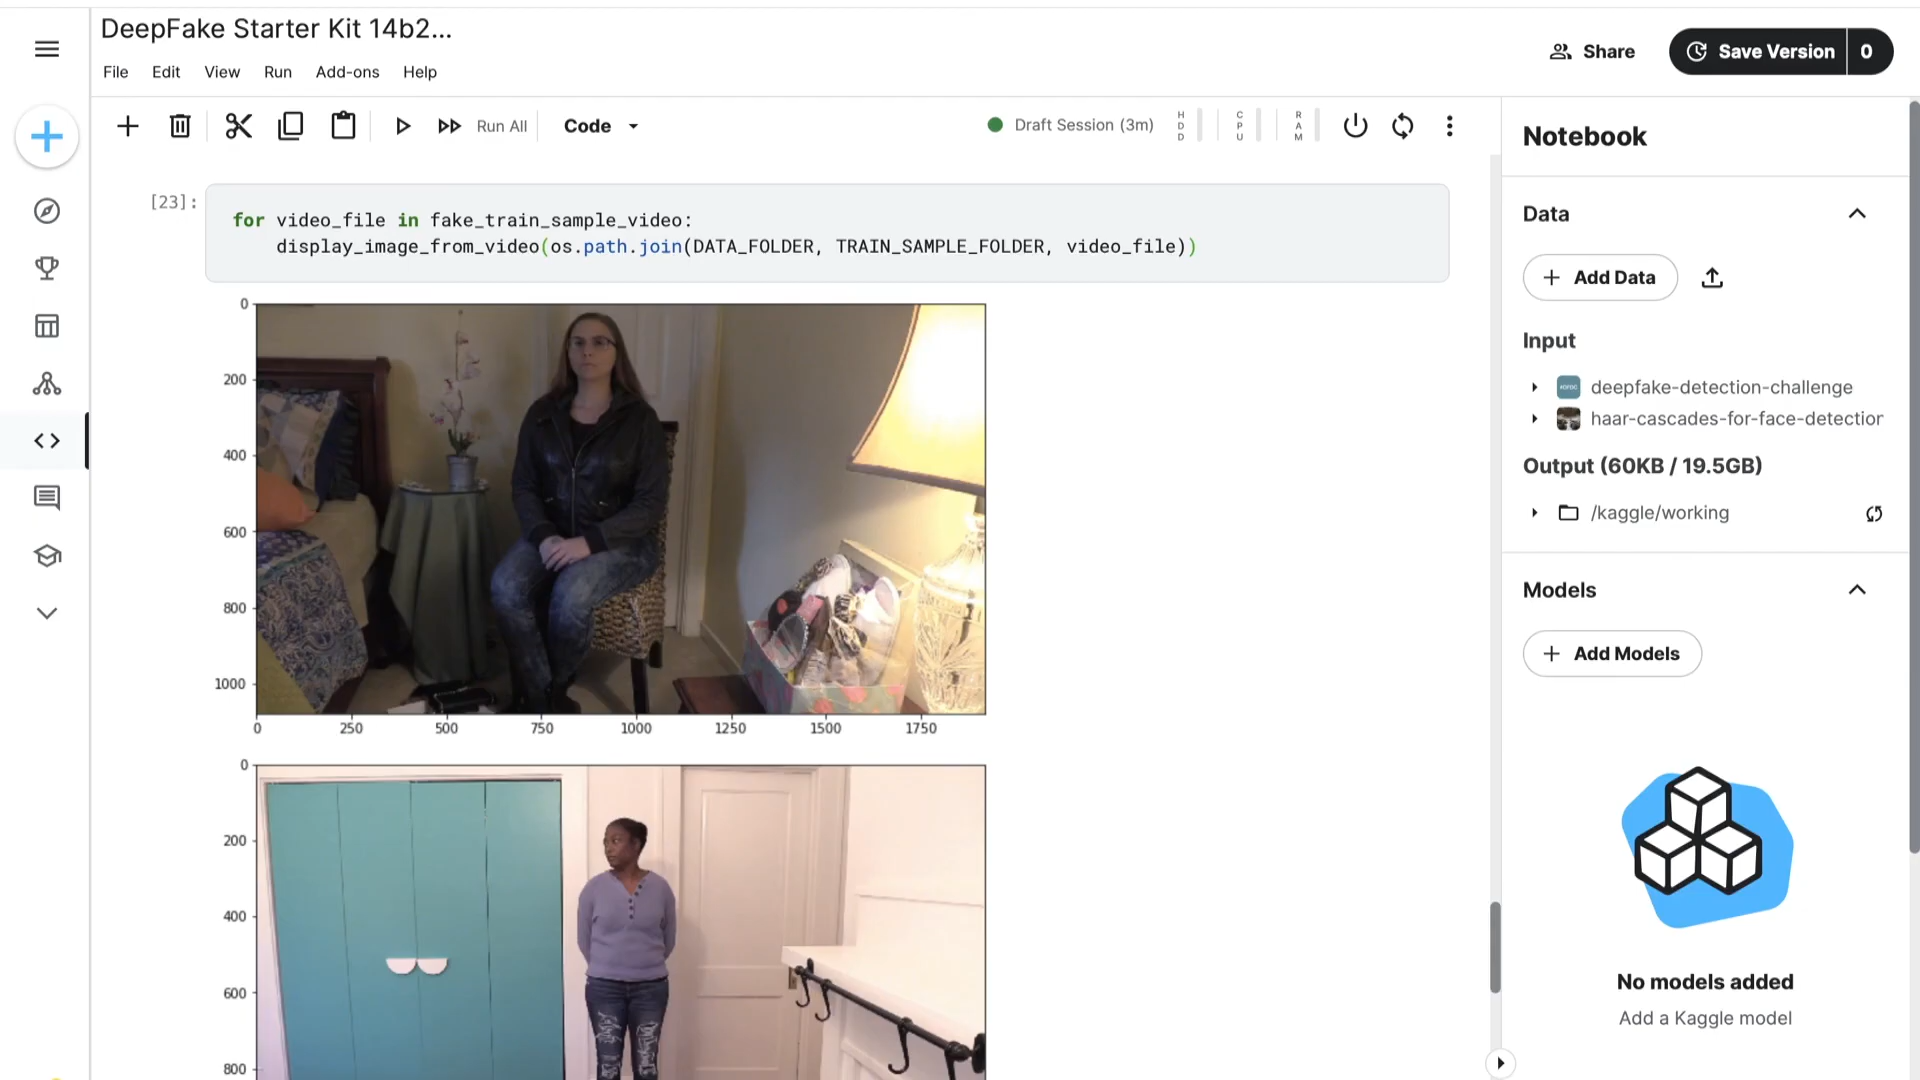 DeepFake Starter Kit 14b2...
File Edit View Run Add-ons Help
Share
Save Version 0
Run All
Code
Draft Session (3m)
HDD
CPU
RAM
Notebook
[23]:
for video_file in fake_train_sample_video:
display_image_from_video(os.path.join(DATA_FOLDER, TRAIN_SAMPLE_FOLDER, video_file))
0
200
400
600
800
1000
0 250 500 750 1000 1250 1500 1750
0
200
400
600
800
Data
+ Add Data
Input
deepfake-detection-challenge
haar-cascades-for-face-detection
Output (60KB / 19.5GB)
/kaggle/working
Models
+ Add Models
No models added
Add a Kaggle model